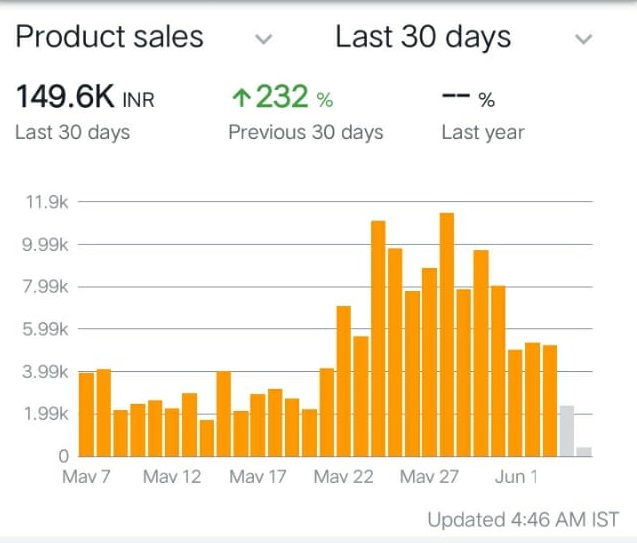 Product sales Last 30 days
149.6K INR ↑232 % -- %
Last 30 days Previous 30 days Last year
11.9k
9.99k
7.99k
5.99k
3.99k
1.99k
0
May 7 May 12 May 17 May 22 May 27 Jun 1
Updated 4:46 AM IST